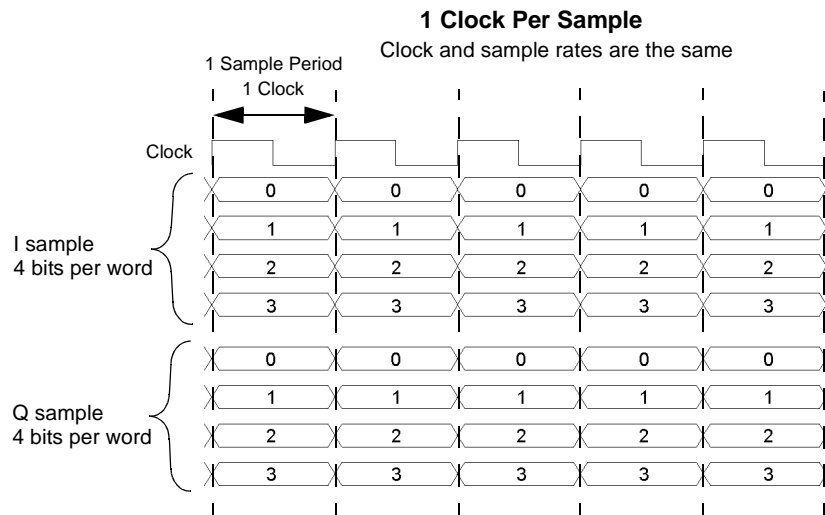 1 Clock Per Sample
Clock and sample rates are the same
1 Sample Period
1 Clock
Clock
0 0 0 0 0
1 1 1 1 1
I sample
4 bits per word
2 2 2 2 2
3 3 3 3 3
0 0 0 0 0
1 1 1 1 1
Q sample
4 bits per word
2 2 2 2 2
3 3 3 3 3